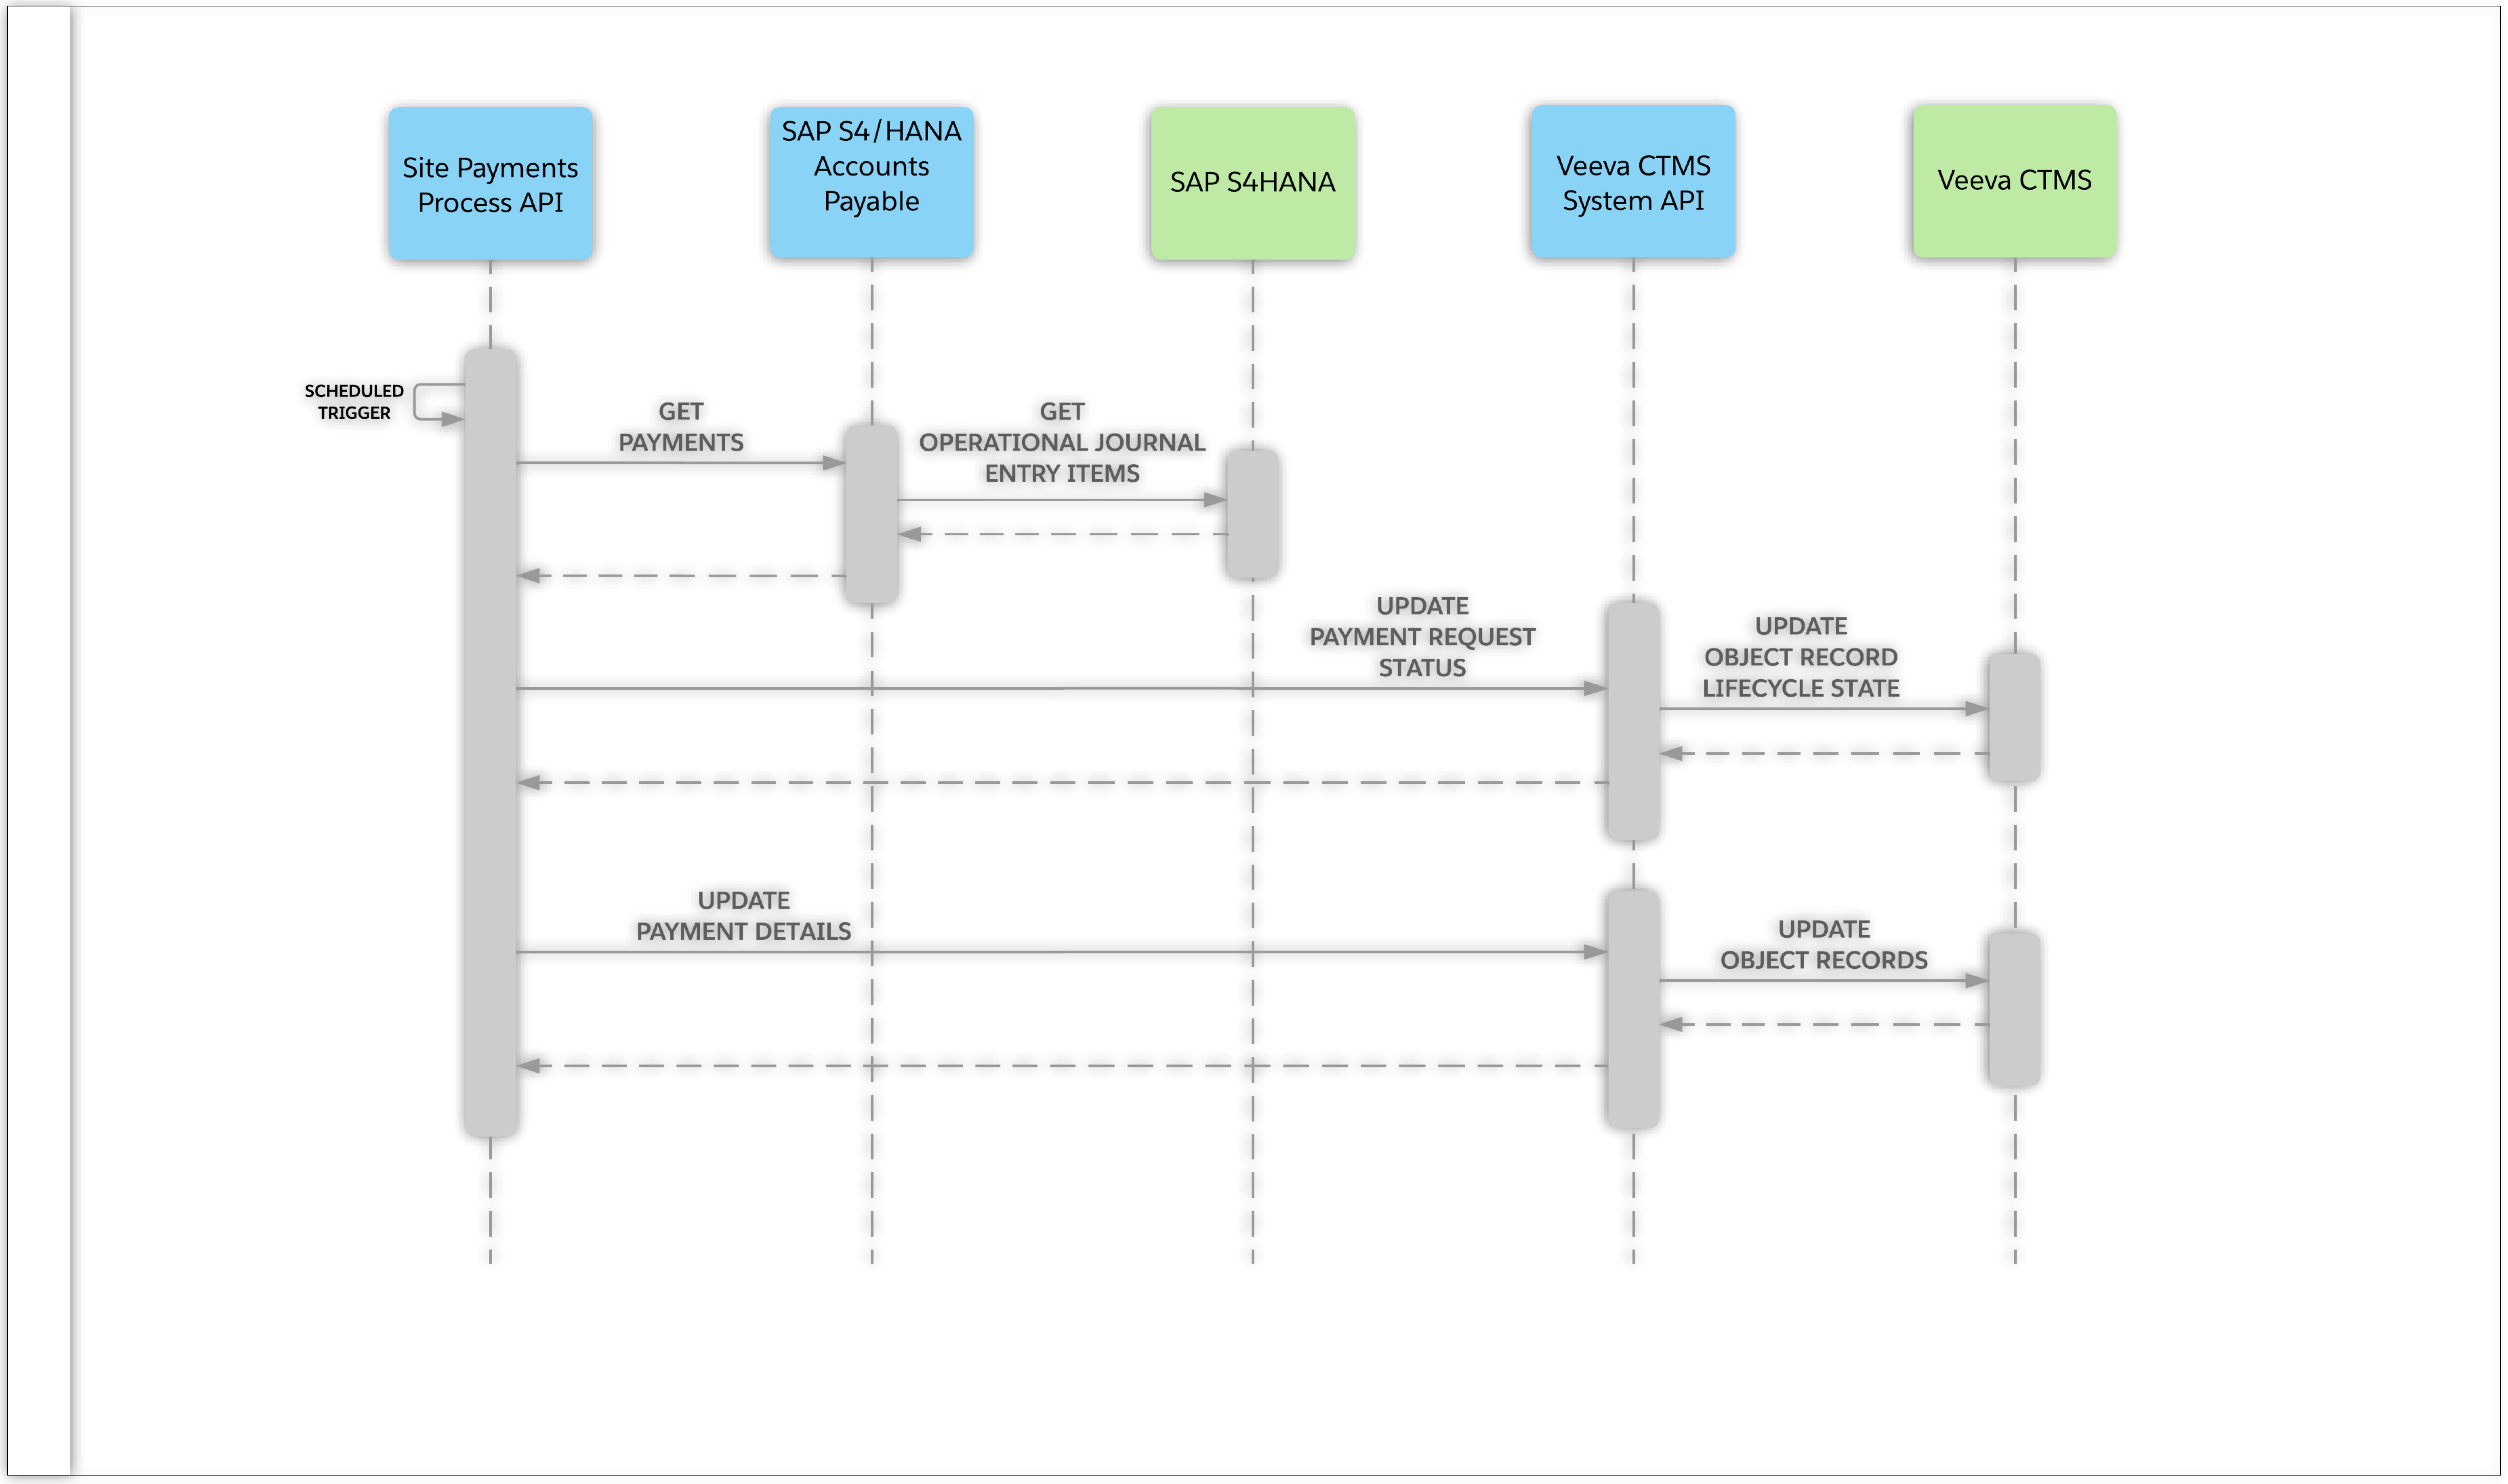 Site Payments
Process API
SAP S4/HANA
Accounts
Payable
SAP S4HANA
Veeva CTMS
System API
Veeva CTMS
SCHEDULED
TRIGGER
GET
PAYMENTS
GET
OPERATIONAL JOURNAL
ENTRY ITEMS
UPDATE
PAYMENT REQUEST
STATUS
UPDATE
OBJECT RECORD
LIFECYCLE STATE
UPDATE
PAYMENT DETAILS
UPDATE
OBJECT RECORDS